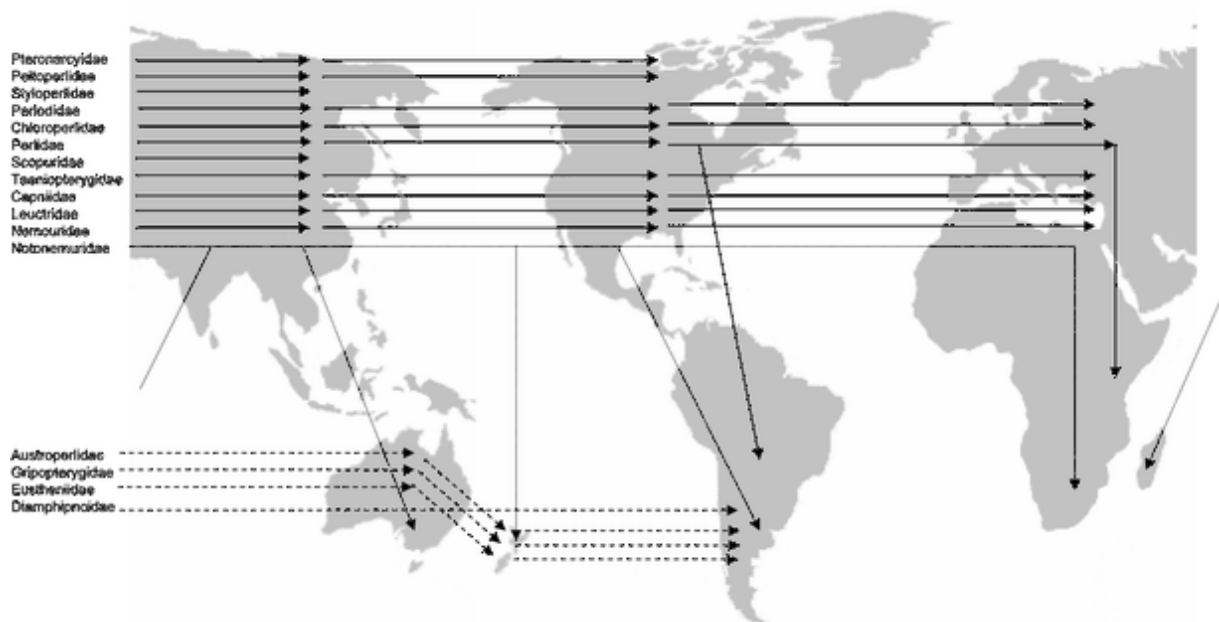 Pteronarcyidae
Peltoperlidae
Styloperlidae
Perlodidae
Chloroperlidae
Perlidae
Scopuridae
Taeniopterygidae
Capniidae
Leuctridae
Nemouridae
Notonemuridae
Austroperlidae
Gripopterygidae
Eustheniidae
Diamphipnoidae